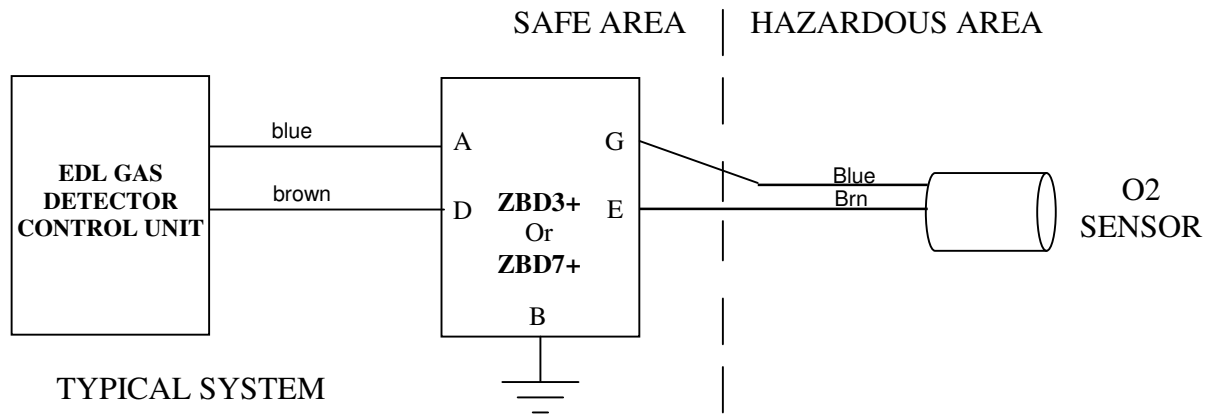 SAFE AREA
HAZARDOUS AREA
EDL GAS
DETECTOR
CONTROL UNIT
blue
brown
A
D
G
E
ZBD3+
Or
ZBD7+
B
Blue
Brn
O2
SENSOR
TYPICAL SYSTEM